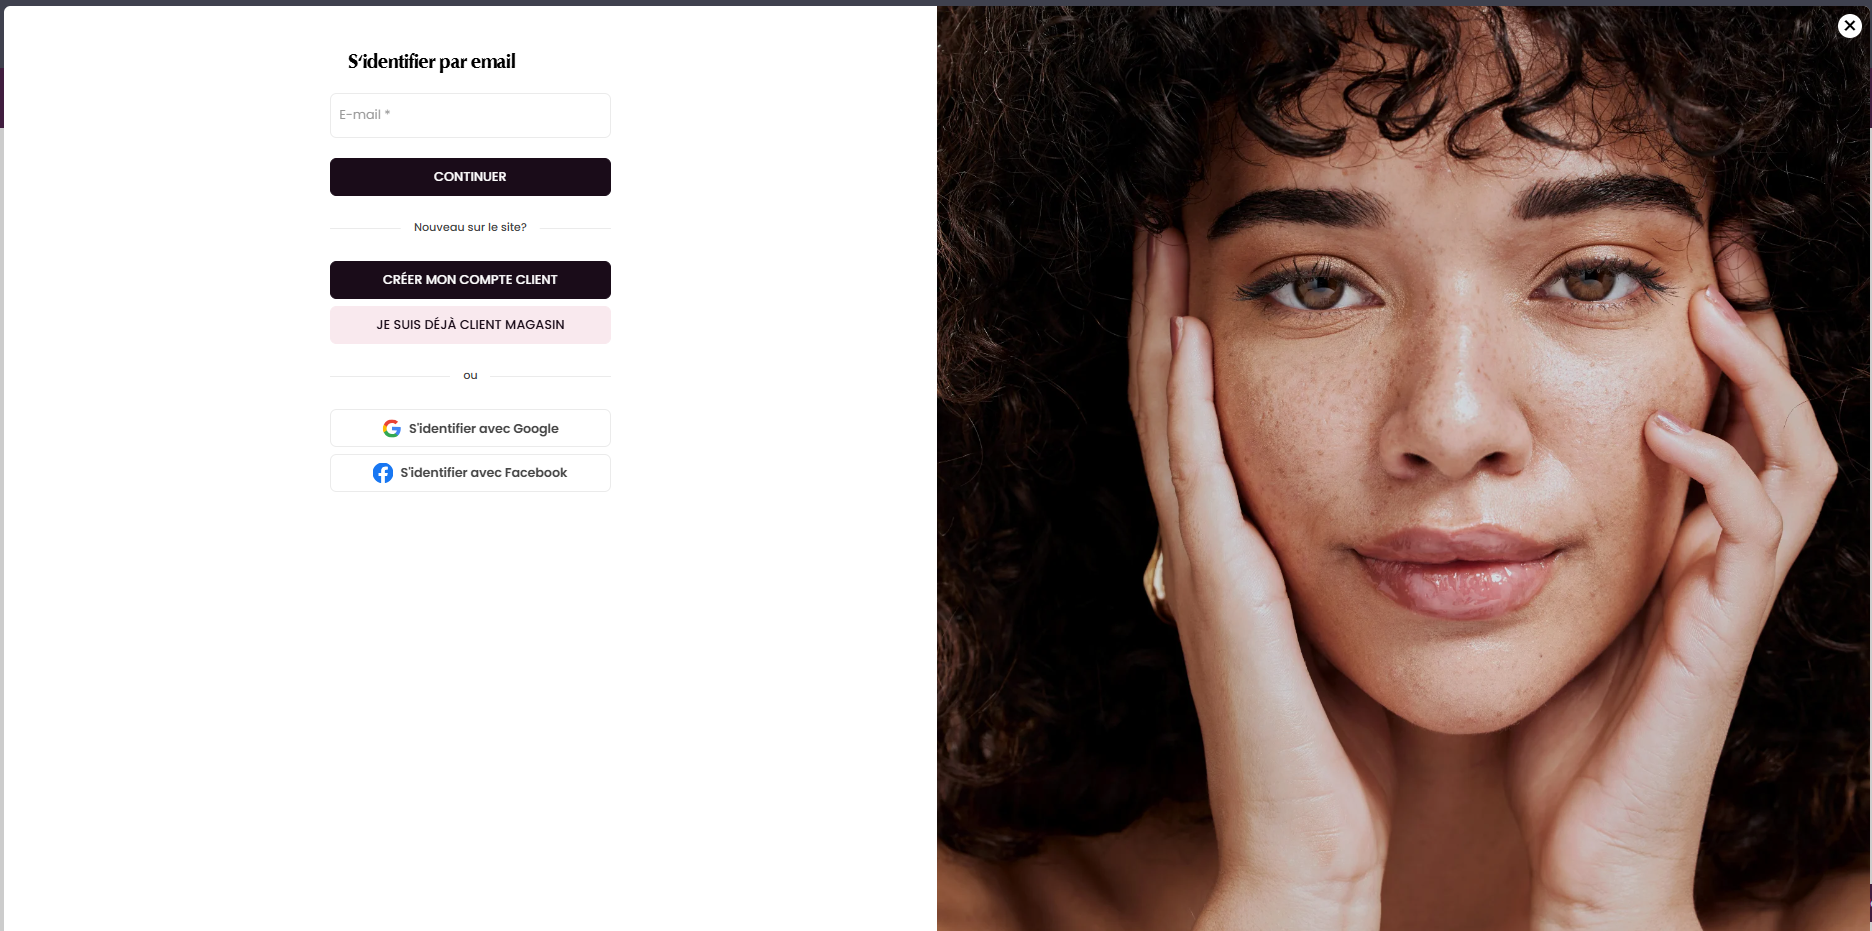 S'identifier par email
E-mail *
CONTINUER
Nouveau sur le site?
CRÉER MON COMPTE CLIENT
JE SUIS DÉJÀ CLIENT MAGASIN
ou
S'identifier avec Google
S'identifier avec Facebook